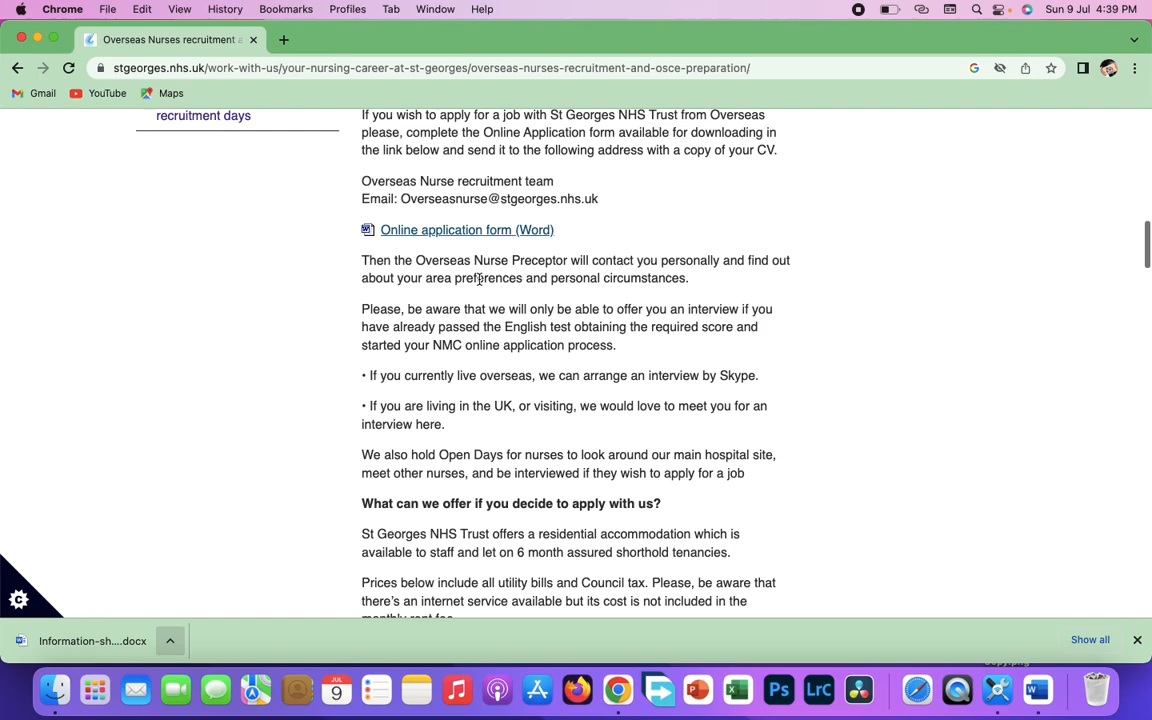 Chrome File Edit View History Bookmarks Profiles Tab Window Help Sun 9 Jul 4:39 PM
Overseas Nurses recruitment a
stgeorges.nhs.uk/work-with-us/your-nursing-career-at-st-georges/overseas-nurses-recruitment-and-osce-preparation/
Gmail YouTube Maps
recruitment days
If you wish to apply for a job with St Georges NHS Trust from Overseas
please, complete the Online Application form available for downloading in
the link below and send it to the following address with a copy of your CV.
Overseas Nurse recruitment team
Email: Overseasnurse@stgeorges.nhs.uk
Online application form (Word)
Then the Overseas Nurse Preceptor will contact you personally and find out
about your area preferences and personal circumstances.
Please, be aware that we will only be able to offer you an interview if you
have already passed the English test obtaining the required score and
started your NMC online application process.
• If you currently live overseas, we can arrange an interview by Skype.
• If you are living in the UK, or visiting, we would love to meet you for an
interview here.
We also hold Open Days for nurses to look around our main hospital site,
meet other nurses, and be interviewed if they wish to apply for a job
What can we offer if you decide to apply with us?
St Georges NHS Trust offers a residential accommodation which is
available to staff and let on 6 month assured shorthold tenancies.
Prices below include all utility bills and Council tax. Please, be aware that
there's an internet service available but its cost is not included in the
monthly rent fee
Information-sh....docx Show all
JUL
9 Ps LrC